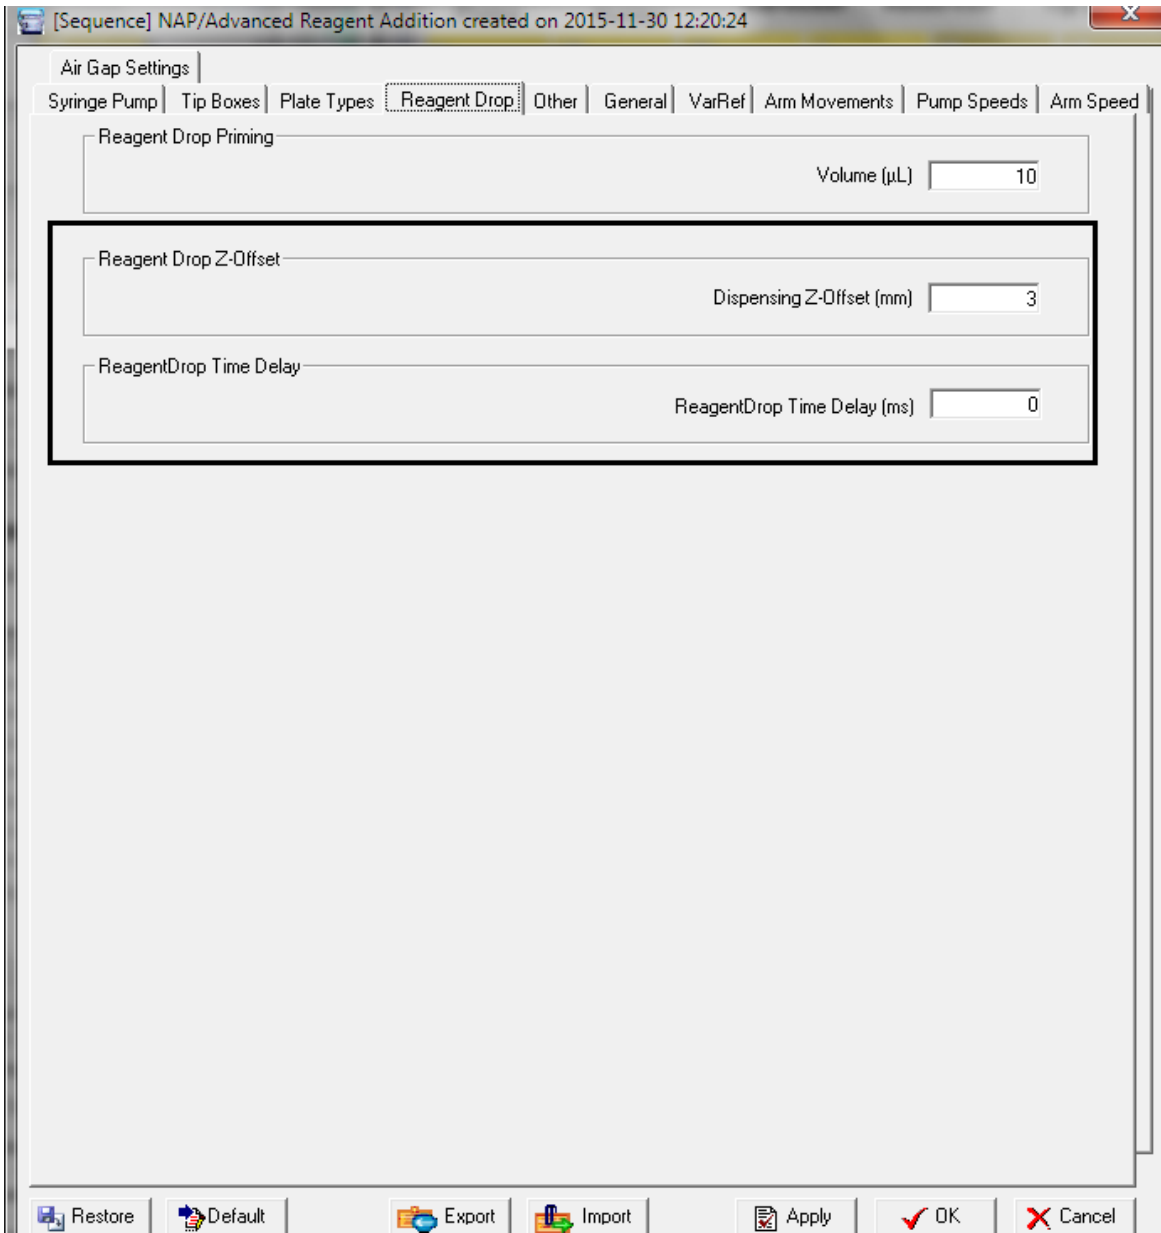 [Sequence] NAP/Advanced Reagent Addition created on 2015-11-30 12:20:24
X
Air Gap Settings
Syringe Pump Tip Boxes Plate Types Reagent Drop Other General VarRef Arm Movements Pump Speeds Arm Speed
Reagent Drop Priming
Volume (µL) 10
Reagent Drop Z-Offset
Dispensing Z-Offset (mm) 3
ReagentDrop Time Delay
ReagentDrop Time Delay (ms) 0
Restore Default Export Import Apply OK Cancel